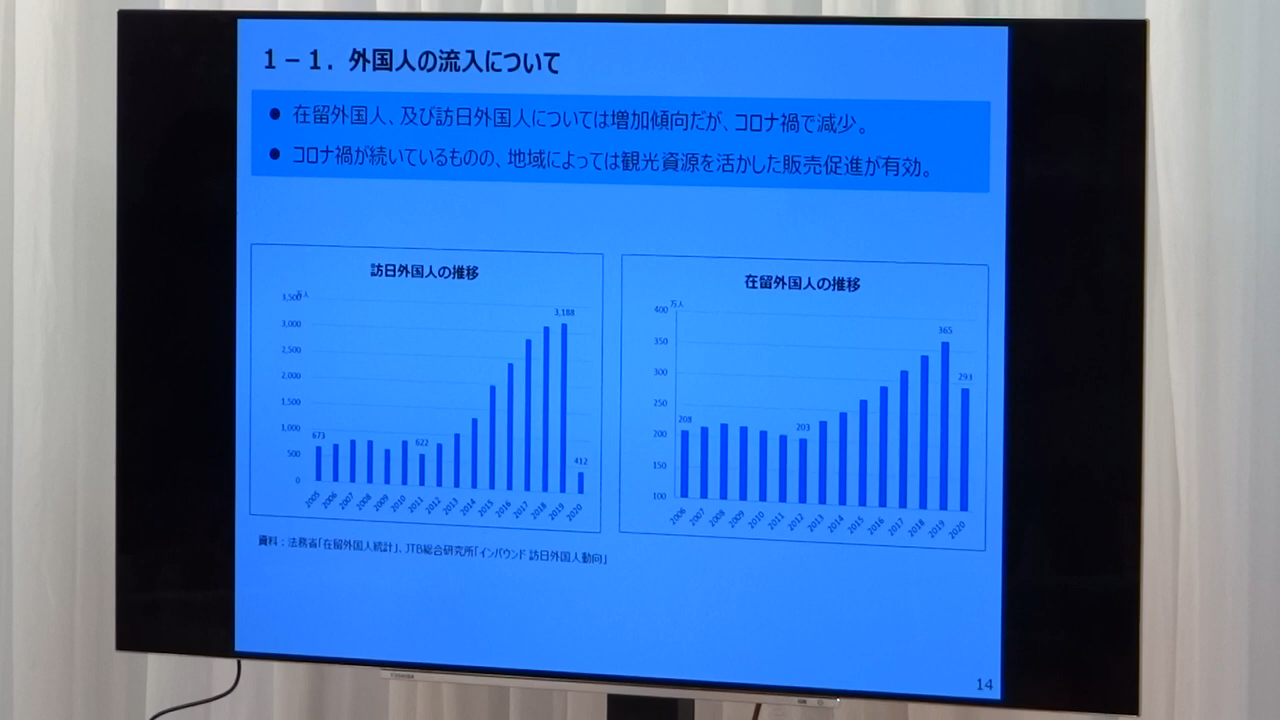 １－１．外国人の流入について
● 在留外国人、及び訪日外国人については増加傾向だが、コロナ禍で減少。
● コロナ禍が続いているものの、地域によっては観光資源を活かした販売促進が有効。
訪日外国人の推移
万人
3,500
3,000
2,500
2,000
1,500
1,000
500
0
673
622
3,188
412
2005 2006 2007 2008 2009 2010 2011 2012 2013 2014 2015 2016 2017 2018 2019 2020
在留外国人の推移
万人
400
350
300
250
200
150
100
208
203
365
293
2006 2007 2008 2009 2010 2011 2012 2013 2014 2015 2016 2017 2018 2019 2020
資料：法務省「在留外国人統計」、JTB総合研究所「インバウンド 訪日外国人動向」
14
TOSHIBA